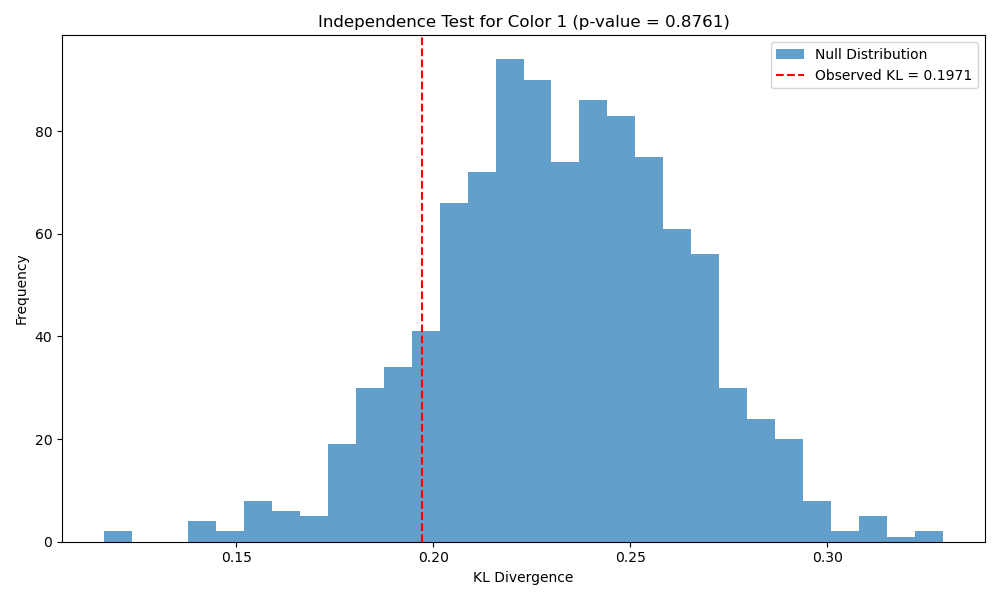 Independence Test for Color 1 (p-value = 0.8761)
Null Distribution
Observed KL = 0.1971
Frequency
80
60
40
20
0
0.15 0.20 0.25 0.30
KL Divergence